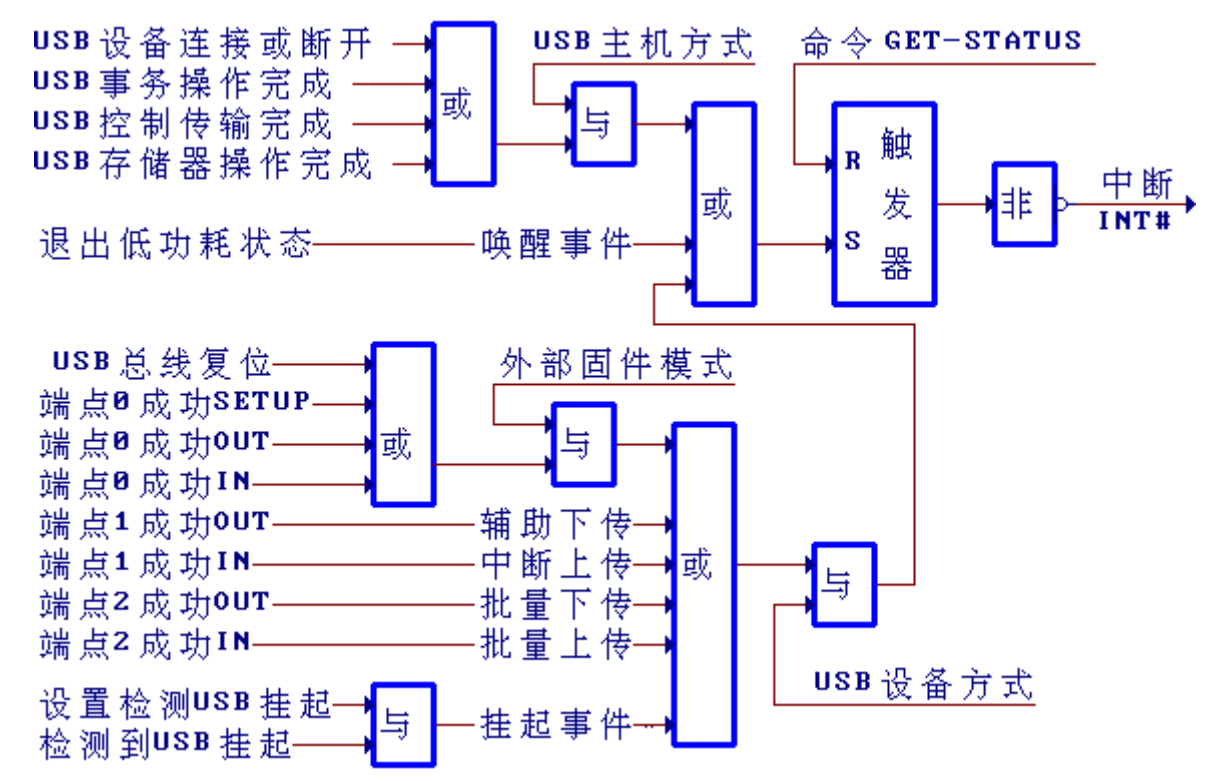 USB设备连接或断开
USB事务操作完成
USB控制传输完成
USB存储器操作完成
或
USB主机方式
与
命令GET-STATUS
或
R
S
触发器
非
中断
INT#
退出低功耗状态
唤醒事件
USB总线复位
端点0成功SETUP
端点0成功OUT
端点0成功IN
或
外部固件模式
与
端点1成功OUT
辅助下传
端点1成功IN
中断上传
端点2成功OUT
批量下传
端点2成功IN
批量上传
或
与
USB设备方式
设置检测USB挂起
检测到USB挂起
与
挂起事件